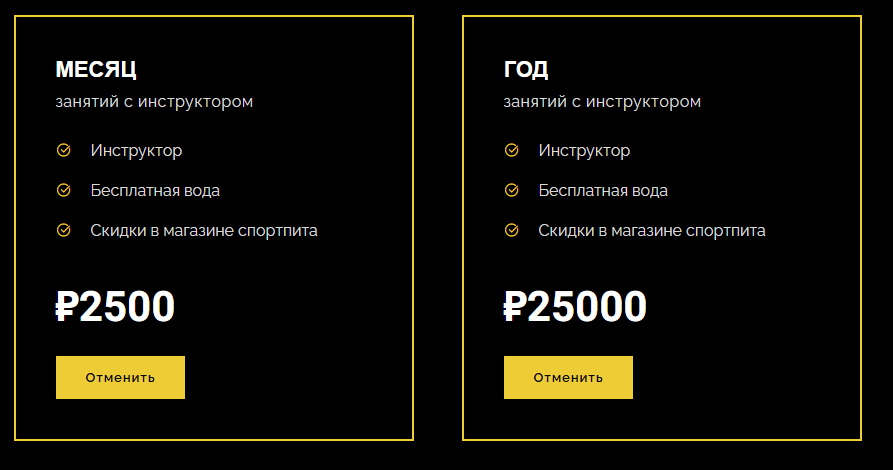 МЕСЯЦ
занятий с инструктором
Инструктор
Бесплатная вода
Скидки в магазине спортпита
₽2500
Отменить
ГОД
занятий с инструктором
Инструктор
Бесплатная вода
Скидки в магазине спортпита
₽25000
Отменить